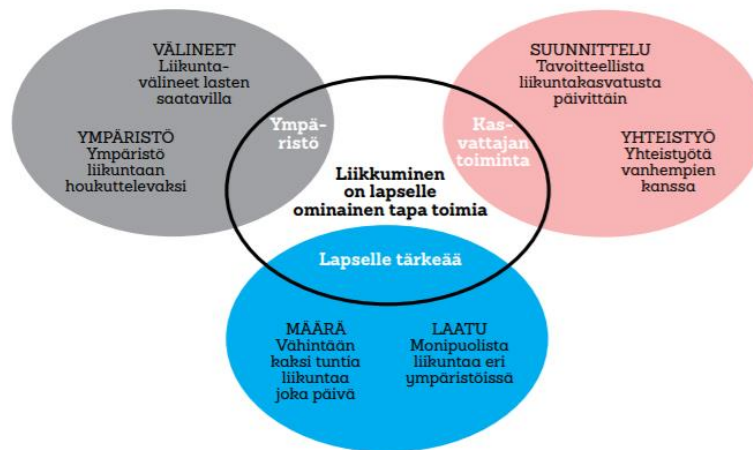 VÄLINEET
Liikunta-
välineet lasten
saatavilla
YMPÄRISTÖ
Ympäristö
liikuntaan
houkuttelevaksi
Ympä-
ristö
SUUNNITTELU
Tavoitteellista
liikuntakasvatusta
päivittäin
YHTEISTYÖ
Yhteistyötä
vanhempien
kanssa
Kas-
vattajan
toiminta
Liikkuminen
on lapselle
ominainen tapa toimia
Lapselle tärkeää
MÄÄRÄ
Vähintään
kaksi tuntia
liikuntaa
joka päivä
LAATU
Monipuolista
liikuntaa eri
ympäristöissä